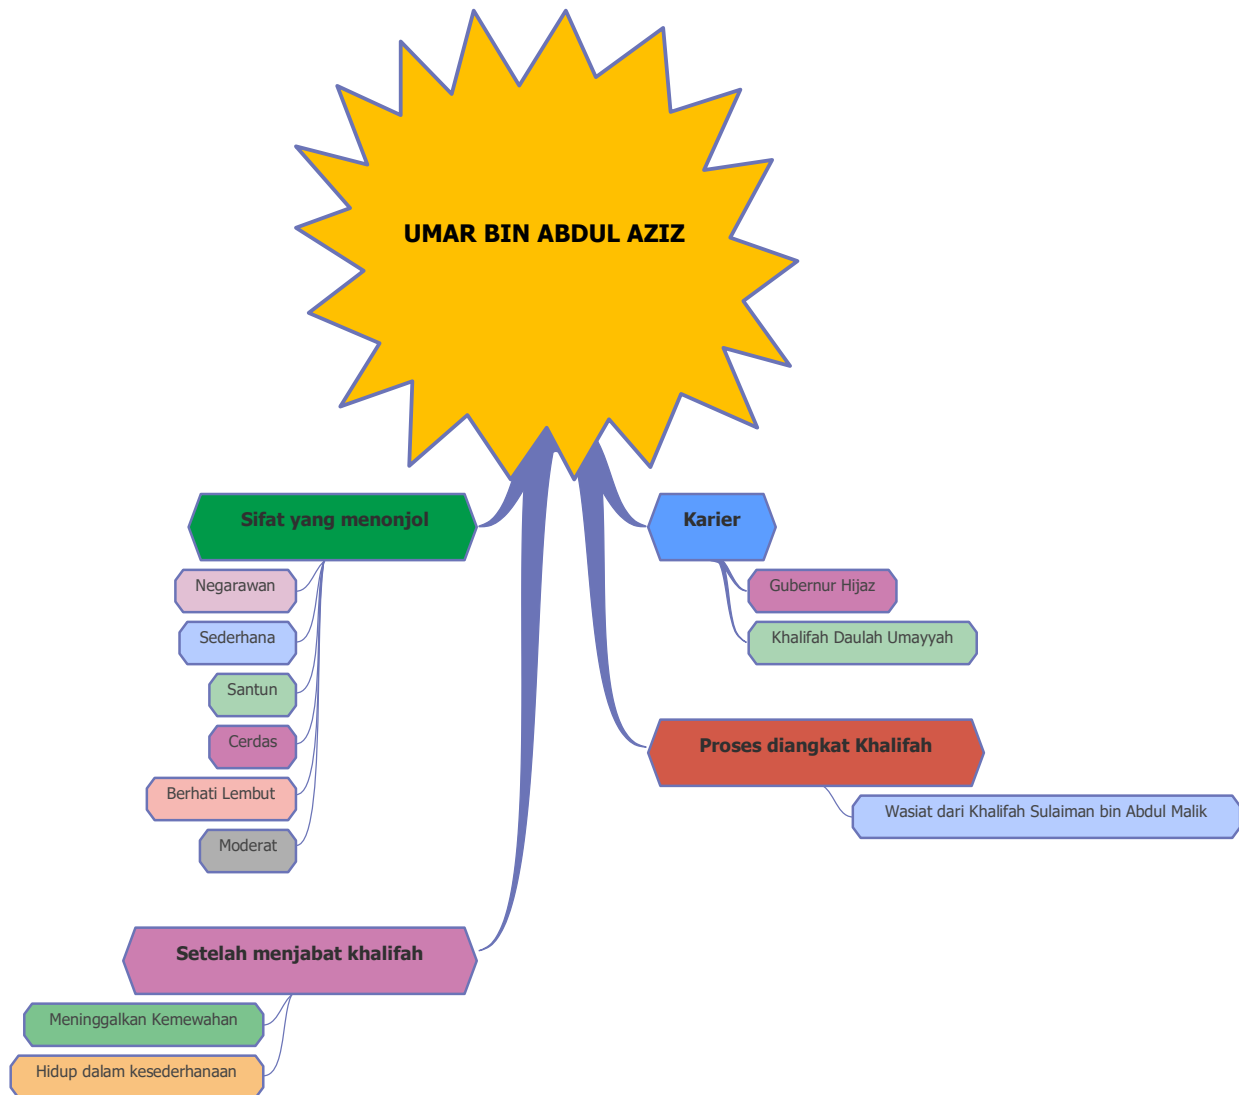 UMAR BIN ABDUL AZIZ
Sifat yang menonjol
Negarawan
Sederhana
Santun
Cerdas
Berhati Lembut
Moderat
Setelah menjabat khalifah
Meninggalkan Kemewahan
Hidup dalam kesederhanaan
Karier
Gubernur Hijaz
Khalifah Daulah Umayyah
Proses diangkat Khalifah
Wasiat dari Khalifah Sulaiman bin Abdul Malik